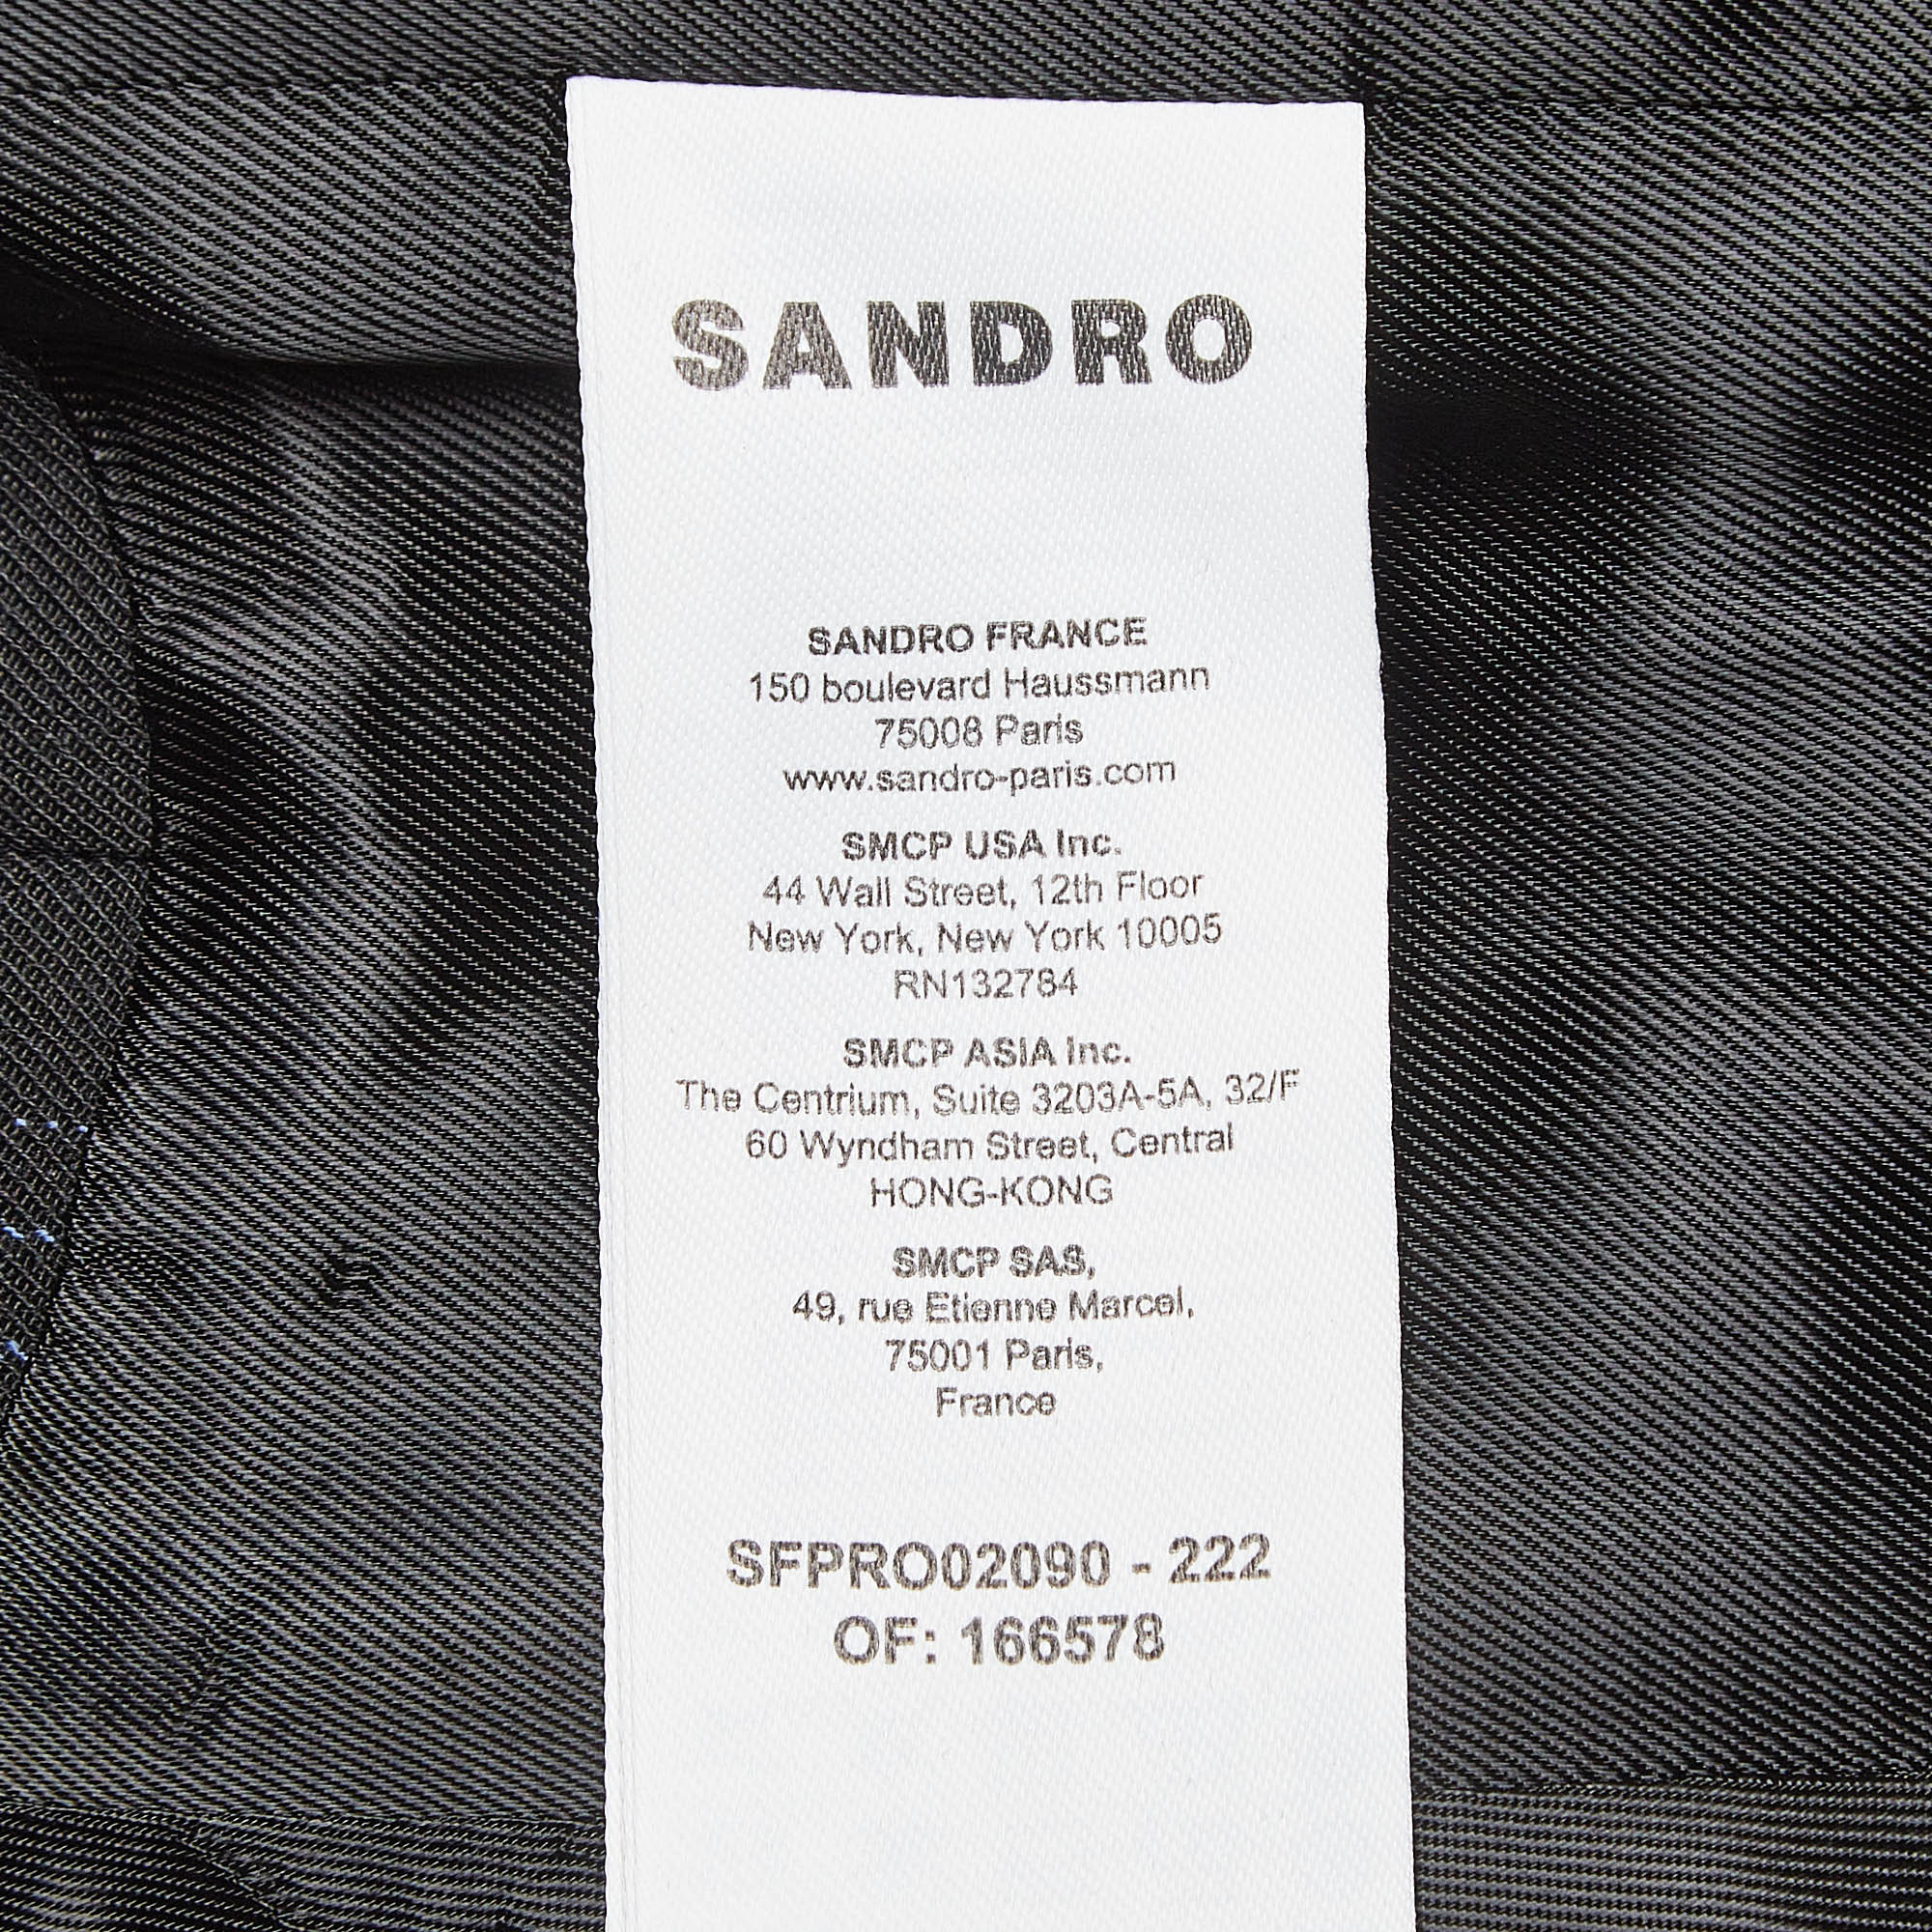 SANDRO
SANDRO FRANCE
150 boulevard Haussmann
75008 Paris
www.sandro-paris.com
SMCP USA Inc.
44 Wall Street, 12th Floor
New York, New York 10005
RN132784
SMCP ASIA Inc.
The Centrium, Suite 3203A-5A, 32/F
60 Wyndham Street, Central
HONG-KONG
SMCP SAS,
49, rue Etienne Marcel,
75001 Paris,
France
SFPRO02090 - 222
OF: 166578